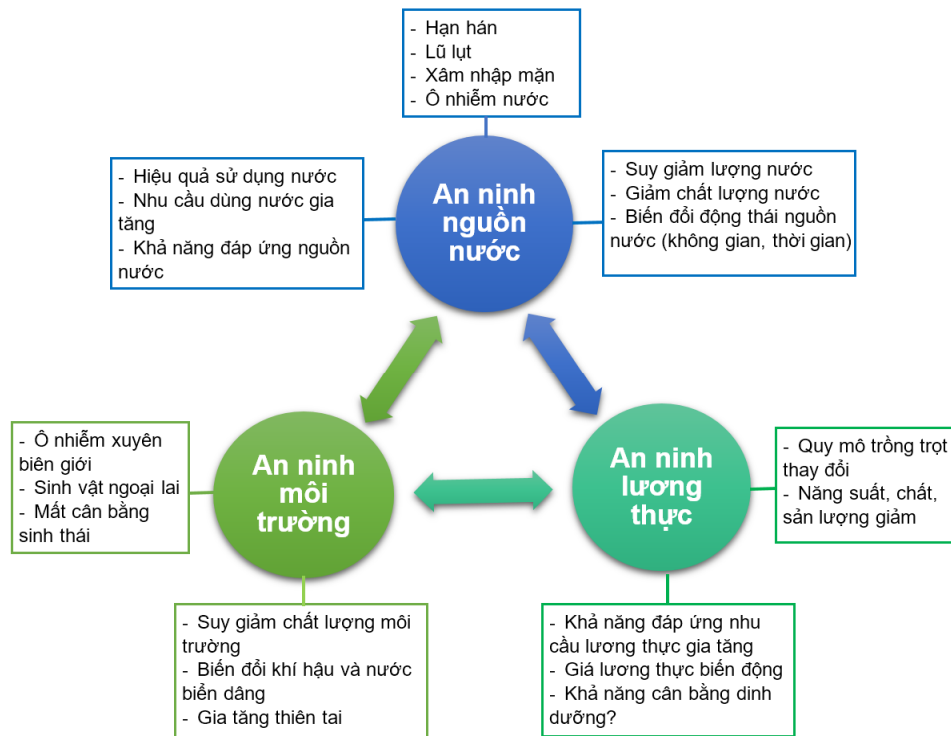 - Hạn hán
- Lũ lụt
- Xâm nhập mặn
- Ô nhiễm nước
- Hiệu quả sử dụng nước
- Nhu cầu dùng nước gia
tăng
- Khả năng đáp ứng nguồn
nước
An ninh
nguồn
nước
- Suy giảm lượng nước
- Giảm chất lượng nước
- Biến đổi động thái nguồn
nước (không gian, thời gian)
- Ô nhiễm xuyên
biên giới
- Sinh vật ngoại lai
- Mất cân bằng
sinh thái
An ninh
môi
trường
An ninh
lương
thực
- Quy mô trồng trọt
thay đổi
- Năng suất, chất,
sản lượng giảm
- Suy giảm chất lượng môi
trường
- Biến đổi khí hậu và nước
biển dâng
- Gia tăng thiên tai
- Khả năng đáp ứng nhu
cầu lương thực gia tăng
- Giá lương thực biến động
- Khả năng cân bằng dinh
dưỡng?